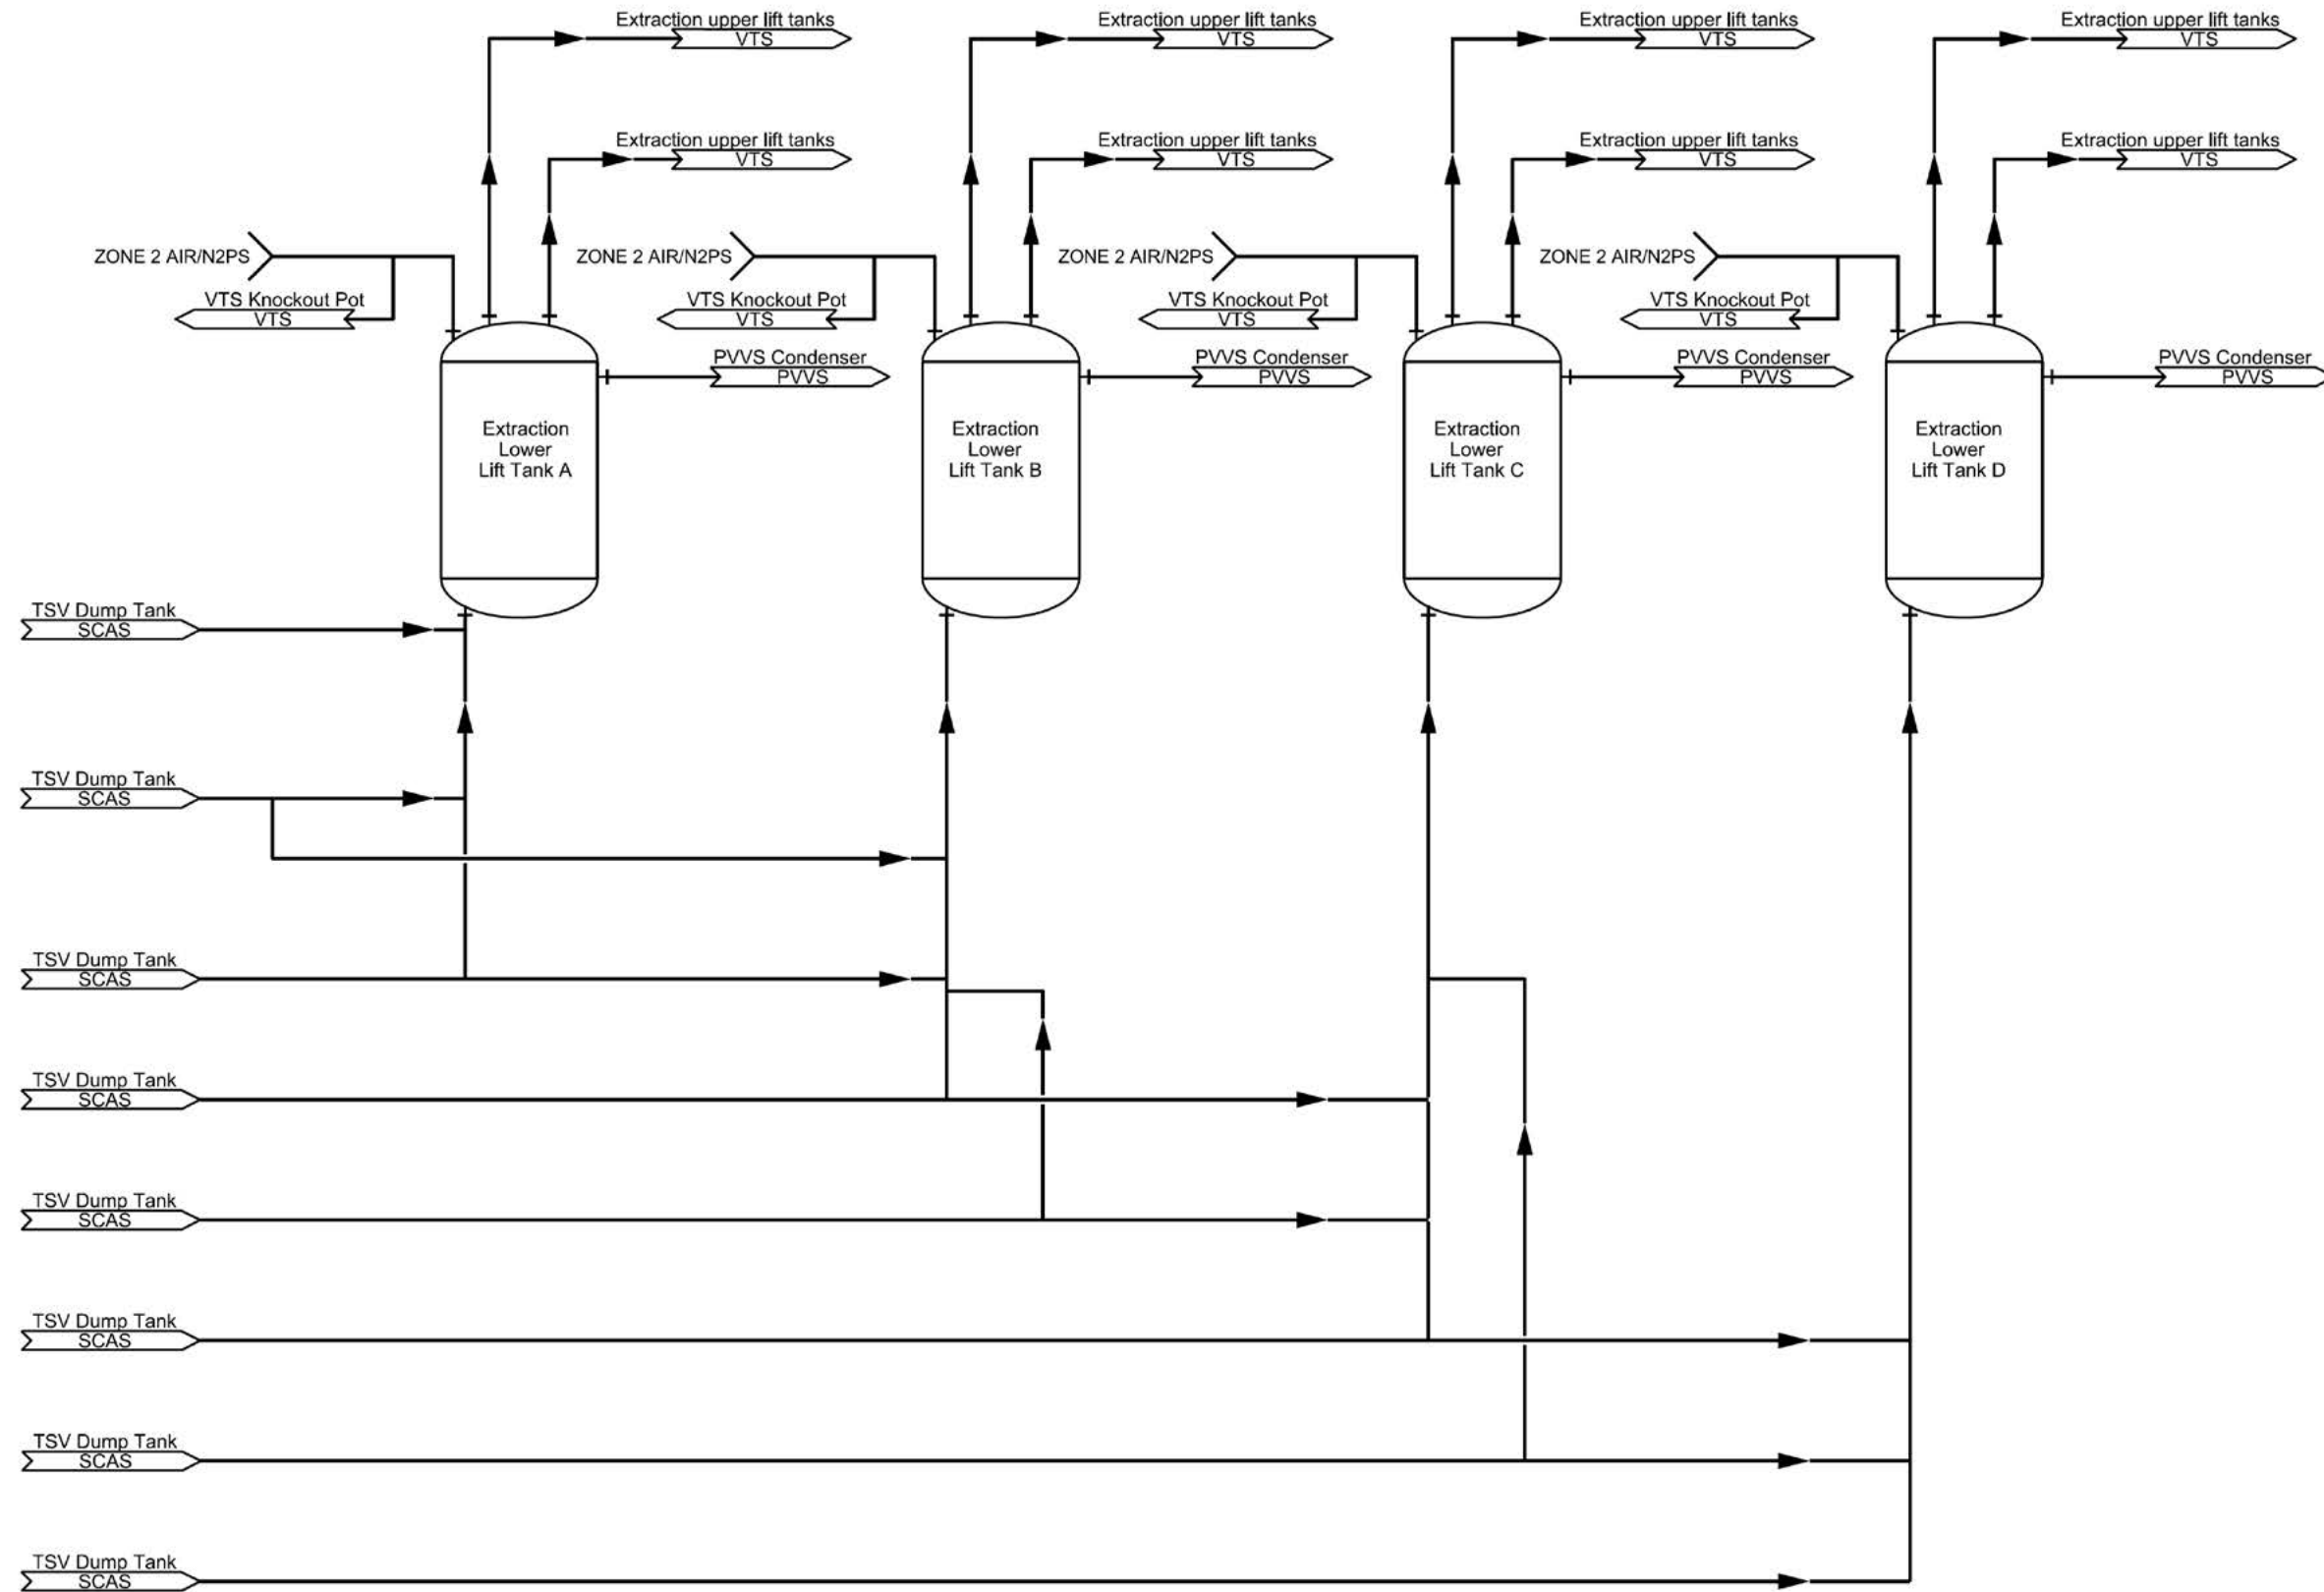 Extraction upper lift tanks
VTS
Extraction upper lift tanks
VTS
Extraction upper lift tanks
VTS
Extraction upper lift tanks
VTS
Extraction upper lift tanks
VTS
Extraction upper lift tanks
VTS
Extraction upper lift tanks
VTS
Extraction upper lift tanks
VTS
ZONE 2 AIR/N2PS
ZONE 2 AIR/N2PS
ZONE 2 AIR/N2PS
ZONE 2 AIR/N2PS
VTS Knockout Pot
VTS
VTS Knockout Pot
VTS
VTS Knockout Pot
VTS
VTS Knockout Pot
VTS
PVVS Condenser
PVVS
PVVS Condenser
PVVS
PVVS Condenser
PVVS
PVVS Condenser
PVVS
Extraction
Lower
Lift Tank A
Extraction
Lower
Lift Tank B
Extraction
Lower
Lift Tank C
Extraction
Lower
Lift Tank D
TSV Dump Tank
SCAS
TSV Dump Tank
SCAS
TSV Dump Tank
SCAS
TSV Dump Tank
SCAS
TSV Dump Tank
SCAS
TSV Dump Tank
SCAS
TSV Dump Tank
SCAS
TSV Dump Tank
SCAS